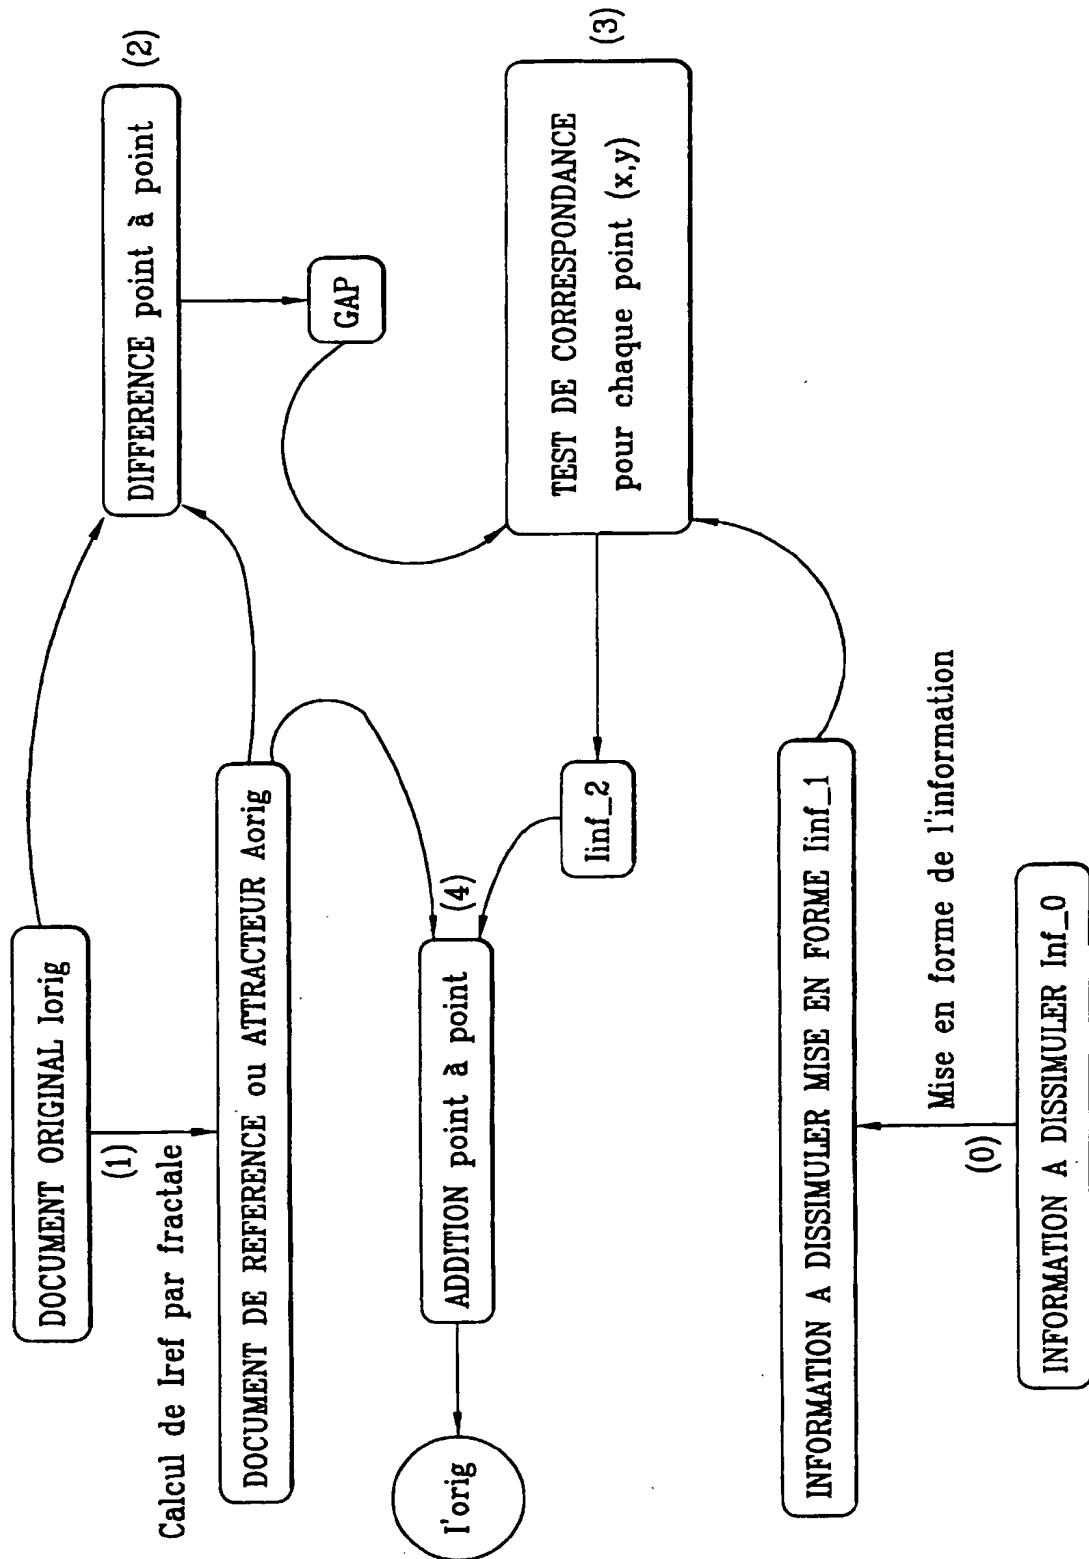 DOCUMENT ORIGINAL Iorig
(1)
Calcul de Iref par fractale
DOCUMENT DE REFERENCE ou ATTRACTEUR Aorig
DIFFERENCE point à point
(2)
GAP
I'orig
ADDITION point à point
(4)
Iinf_2
TEST DE CORRESPONDANCE
pour chaque point (x,y)
(3)
INFORMATION A DISSIMULER MISE EN FORME Iinf_1
(0)
Mise en forme de l'information
INFORMATION A DISSIMULER Inf_0